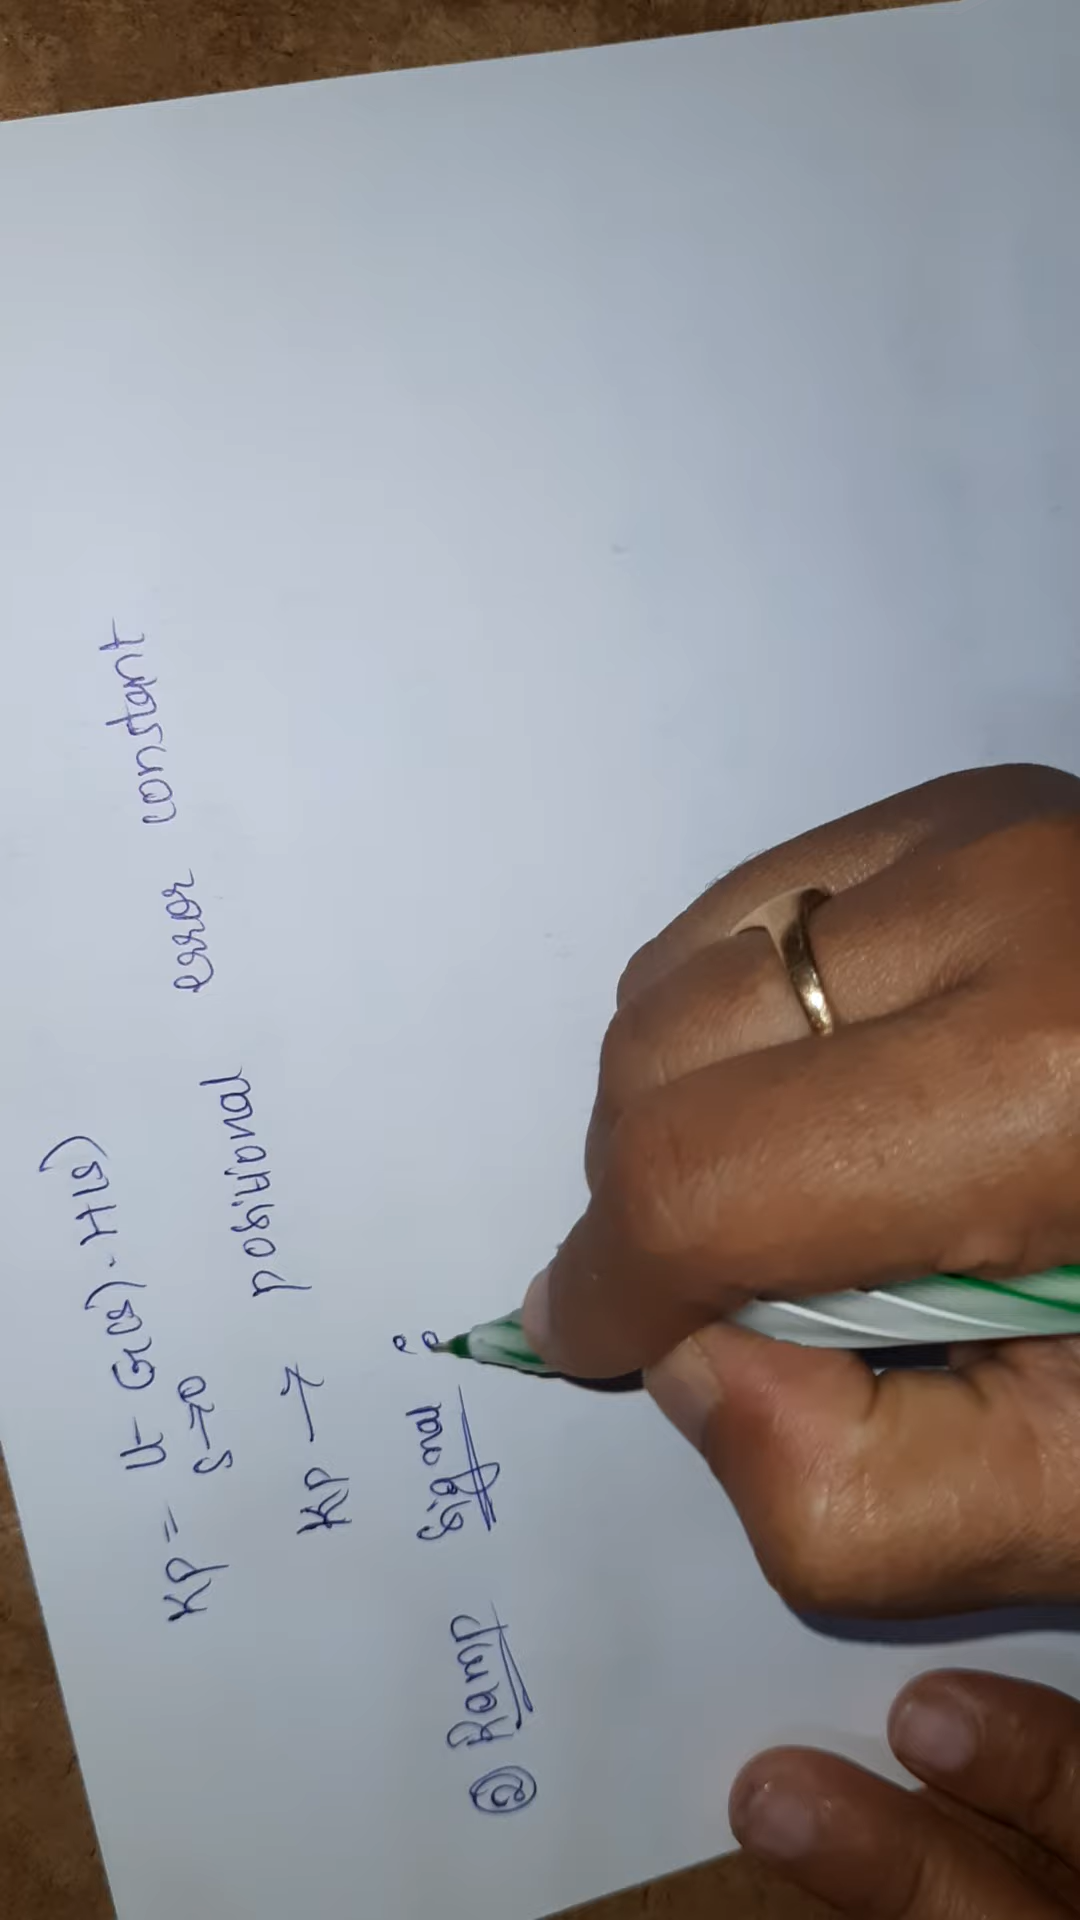 Kp = Lt G(s) . H(s)
s→0
Kp → positional error constant
② Ramp signal :